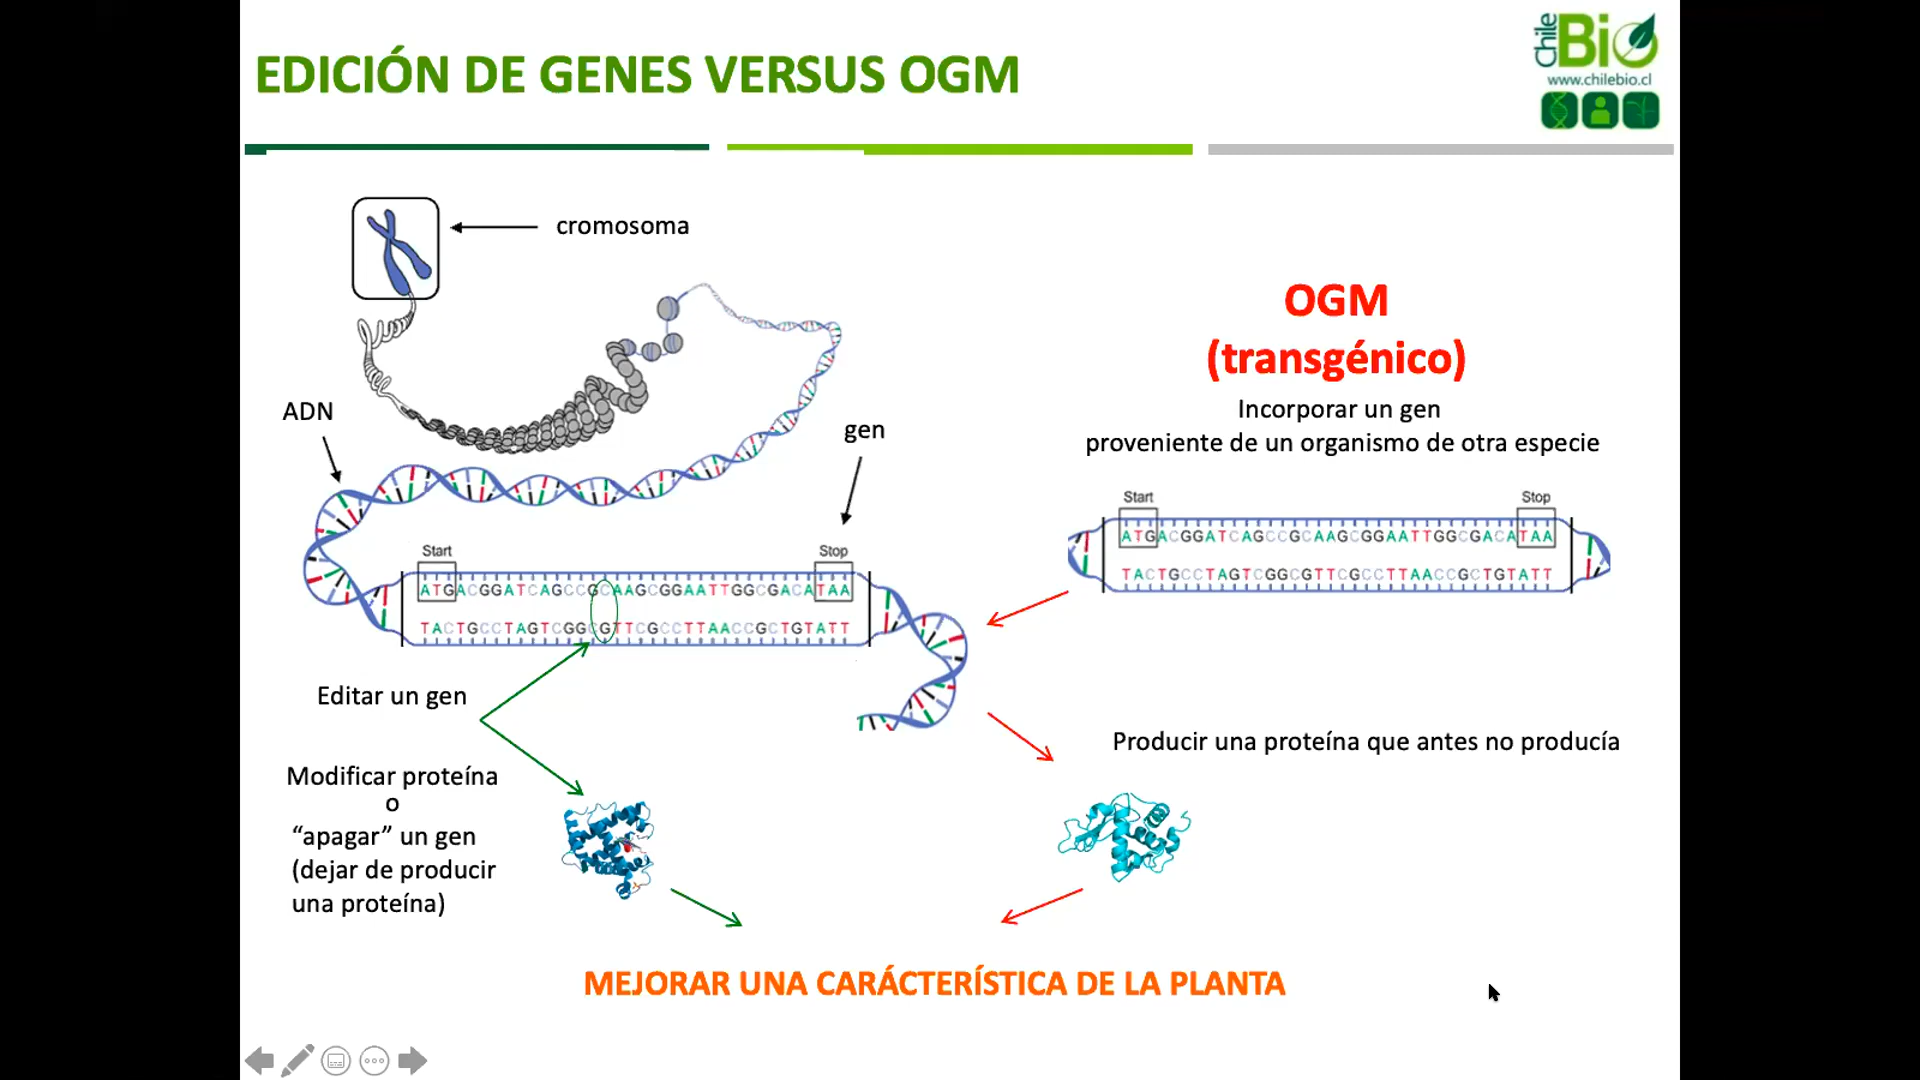 EDICIÓN DE GENES VERSUS OGM
Chile
Bio
www.chilebio.cl
cromosoma
ADN
gen
Start
Stop
ATGACGGATCAGCCGCAAGCGGAATTGGCGACATAA
TACTGCCTAGTCGGCGTTCGCCTTAACCGCTGTATT
Editar un gen
Modificar proteína
o
“apagar” un gen
(dejar de producir
una proteína)
OGM
(transgénico)
Incorporar un gen
proveniente de un organismo de otra especie
Start
Stop
ATGACGGATCAGCCGCAAGCGGAATTGGCGACATAA
TACTGCCTAGTCGGCGTTCGCCTTAACCGCTGTATT
Producir una proteína que antes no producía
MEJORAR UNA CARÁCTERÍSTICA DE LA PLANTA